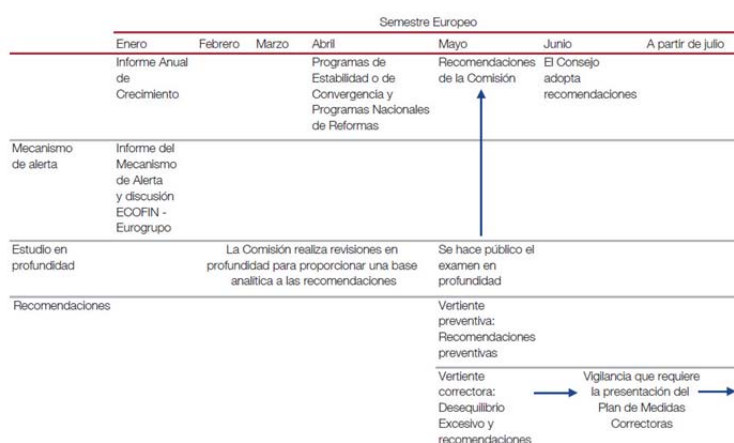 Semestre Europeo
Enero Febrero Marzo Abril Mayo Junio A partir de julio
Informe Anual
de
Crecimiento
Programas de
Estabilidad o de
Convergencia y
Programas Nacionales
de Reformas
Recomendaciones
de la Comisión
El Consejo
adopta
recomendaciones
Mecanismo
de alerta
Informe del
Mecanismo
de Alerta
y discusión
ECOFIN -
Eurogrupo
Estudio en
profundidad
La Comisión realiza revisiones en
profundidad para proporcionar una base
analítica a las recomendaciones
Se hace público el
examen en
profundidad
Recomendaciones
Vertiente
preventiva:
Recomendaciones
preventivas
Vertiente
correctora:
Desequilibrio
Excesivo y
recomendaciones
Vigilancia que requiere
la presentación del
Plan de Medidas
Correctoras